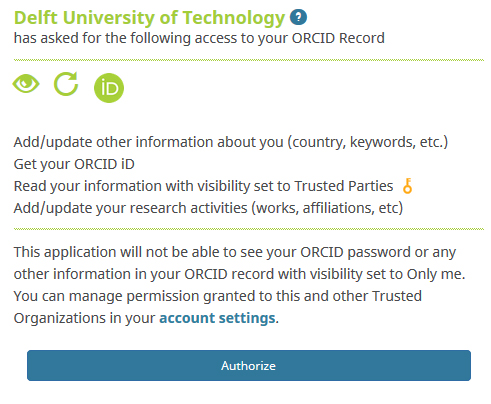 Delft University of Technology ?
has asked for the following access to your ORCID Record
iD
Add/update other information about you (country, keywords, etc.)
Get your ORCID iD
Read your information with visibility set to Trusted Parties
Add/update your research activities (works, affiliations, etc)
This application will not be able to see your ORCID password or any
other information in your ORCID record with visibility set to Only me.
You can manage permission granted to this and other Trusted
Organizations in your account settings.
Authorize